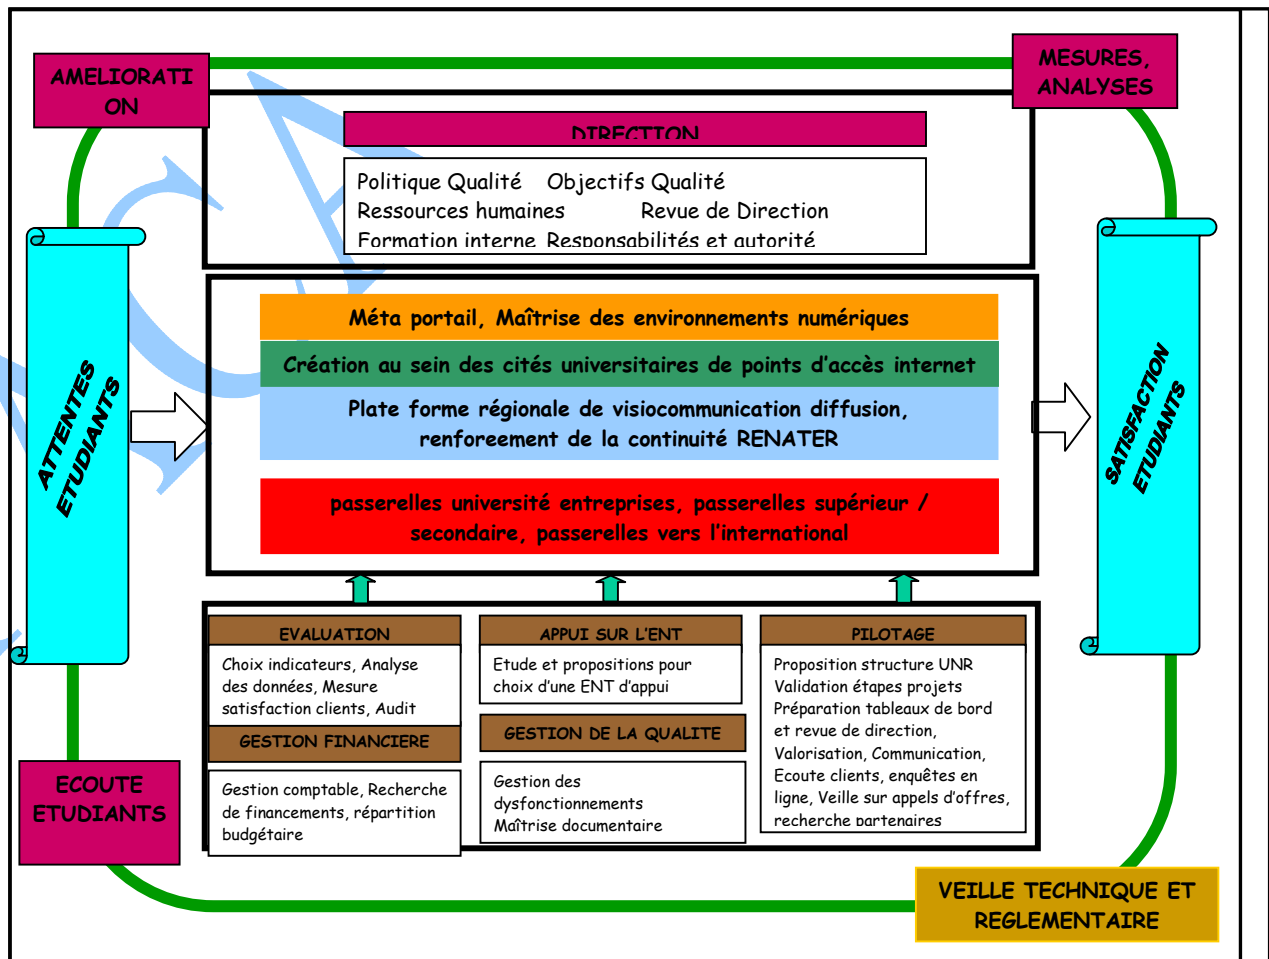 AMELIORATI
ON
MESURES,
ANALYSES
DIRECTION
Politique Qualité Objectifs Qualité
Ressources humaines Revue de Direction
Formation interne Responsabilités et autorité
ATTENTES
ETUDIANTS
Méta portail, Maîtrise des environnements numériques
Création au sein des cités universitaires de points d’accès internet
Plate forme régionale de visiocommunication diffusion,
renforeement de la continuité RENATER
passerelles université entreprises, passerelles supérieur /
secondaire, passerelles vers l’international
SATISFACTION
ETUDIANTS
EVALUATION
Choix indicateurs, Analyse
des données, Mesure
satisfaction clients, Audit
GESTION FINANCIERE
Gestion comptable, Recherche
de financements, répartition
budgétaire
APPUI SUR L’ENT
Etude et propositions pour
choix d’une ENT d’appui
GESTION DE LA QUALITE
Gestion des
dysfonctionnements
Maîtrise documentaire
PILOTAGE
Proposition structure UNR
Validation étapes projets
Préparation tableaux de bord
et revue de direction,
Valorisation, Communication,
Ecoute clients, enquêtes en
ligne, Veille sur appels d’offres,
recherche partenaires
ECOUTE
ETUDIANTS
VEILLE TECHNIQUE ET
REGLEMENTAIRE